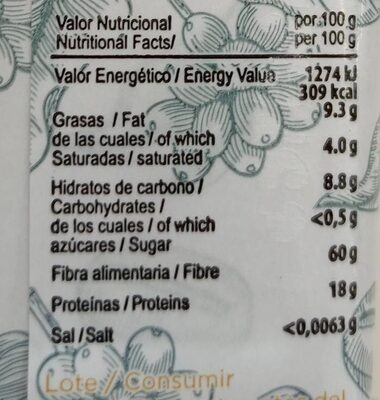 Valor Nutricional por 100 g
Nutritional Facts/ per 100 g
Valor Energético / Energy Value 1274 kJ
309 kcal
Grasas / Fat 9.3 g
de las cuales / of which
Saturadas / saturated 4.0 g
Hidratos de carbono / 8.8 g
Carbohydrates /
de los cuales / of which <0,5 g
azúcares / Sugar
Fibra alimentaria / Fibre 60 g
Proteínas / Proteins 18 g
Sal / Salt <0,0063 g
Lote / Consumir